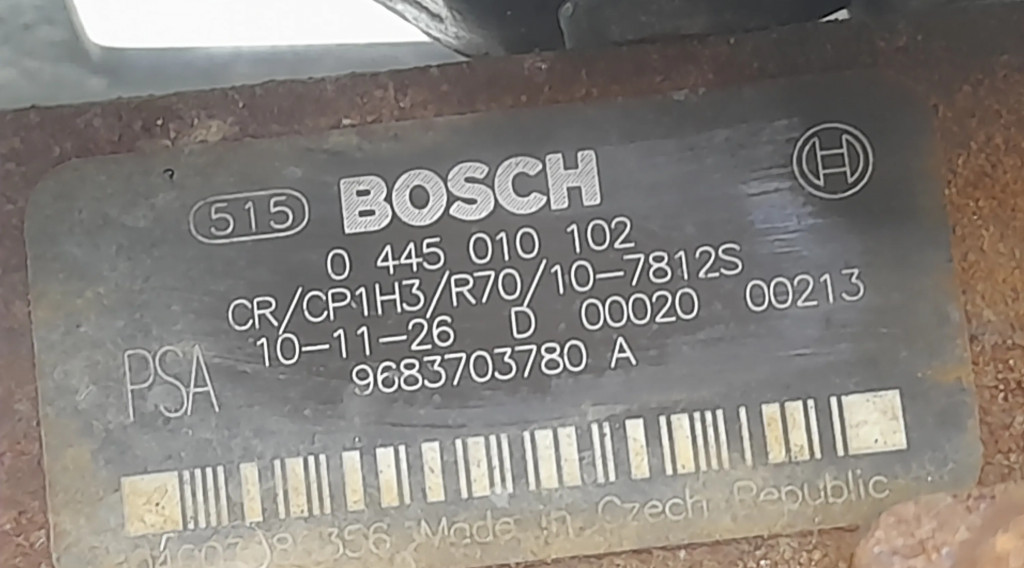 515 BOSCH
0 445 010 102
CR/CP1H3/R70/10-7812S
10-11-26 D 00020 00213
PSA 9683703780 A
356 Made in Czech Republic